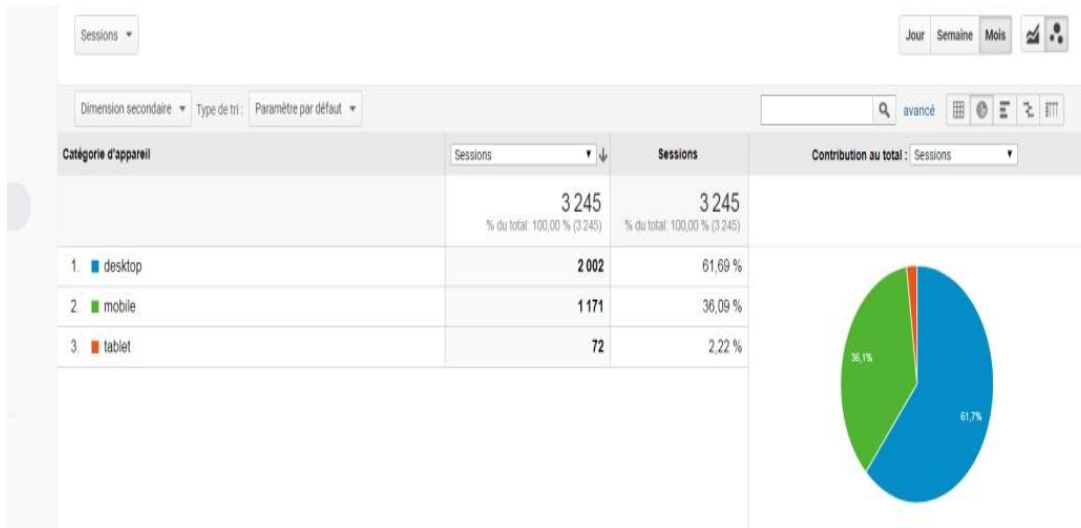 Sessions
Jour Semaine Mois
Dimension secondaire Type de tri : Paramètre par défaut
avancé
Catégorie d'appareil Sessions Sessions Contribution au total : Sessions
3 245 3 245
% du total: 100,00 % (3 245) % du total: 100,00 % (3 245)
1. desktop 2 002 61,69 %
2. mobile 1 171 36,09 %
3. tablet 72 2,22 %
36,1%
61,7%